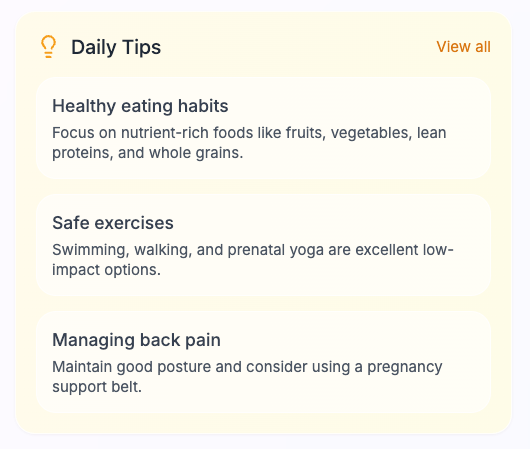 Daily Tips
View all
Healthy eating habits
Focus on nutrient-rich foods like fruits, vegetables, lean
proteins, and whole grains.
Safe exercises
Swimming, walking, and prenatal yoga are excellent low-
impact options.
Managing back pain
Maintain good posture and consider using a pregnancy
support belt.